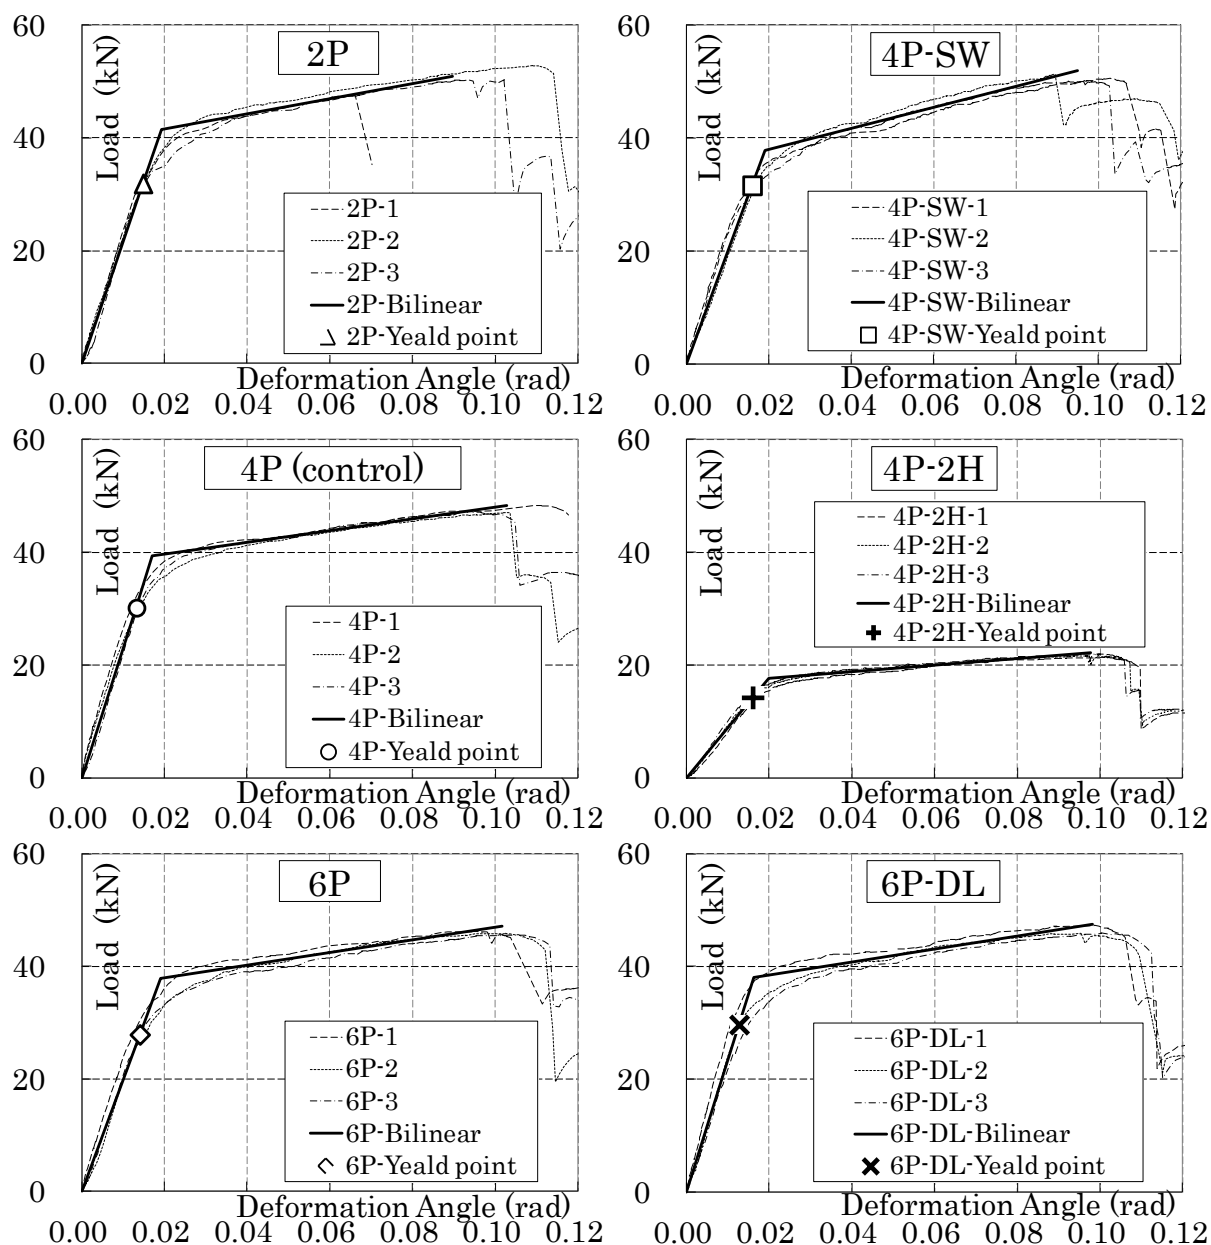 60
2P
Load (kN)
40
2P-1
2P-2
20
2P-3
2P-Bilinear
2P-Yeald point
0
Deformation Angle (rad)
0.00 0.02 0.04 0.06 0.08 0.10 0.12
60
4P-SW
Load (kN)
40
4P-SW-1
4P-SW-2
20
4P-SW-3
4P-SW-Bilinear
4P-SW-Yeald point
0
Deformation Angle (rad)
0.00 0.02 0.04 0.06 0.08 0.10 0.12
60
4P (control)
Load (kN)
40
4P-1
4P-2
20
4P-3
4P-Bilinear
4P-Yeald point
0
Deformation Angle (rad)
0.00 0.02 0.04 0.06 0.08 0.10 0.12
60
4P-2H
Load (kN)
4P-2H-1
40
4P-2H-2
4P-2H-3
4P-2H-Bilinear
4P-2H-Yeald point
20
0
Deformation Angle (rad)
0.00 0.02 0.04 0.06 0.08 0.10 0.12
60
6P
Load (kN)
40
6P-1
6P-2
20
6P-3
6P-Bilinear
6P-Yeald point
0
Deformation Angle (rad)
0.00 0.02 0.04 0.06 0.08 0.10 0.12
60
6P-DL
Load (kN)
40
6P-DL-1
6P-DL-2
20
6P-DL-3
6P-DL-Bilinear
6P-DL-Yeald point
0
Deformation Angle (rad)
0.00 0.02 0.04 0.06 0.08 0.10 0.12